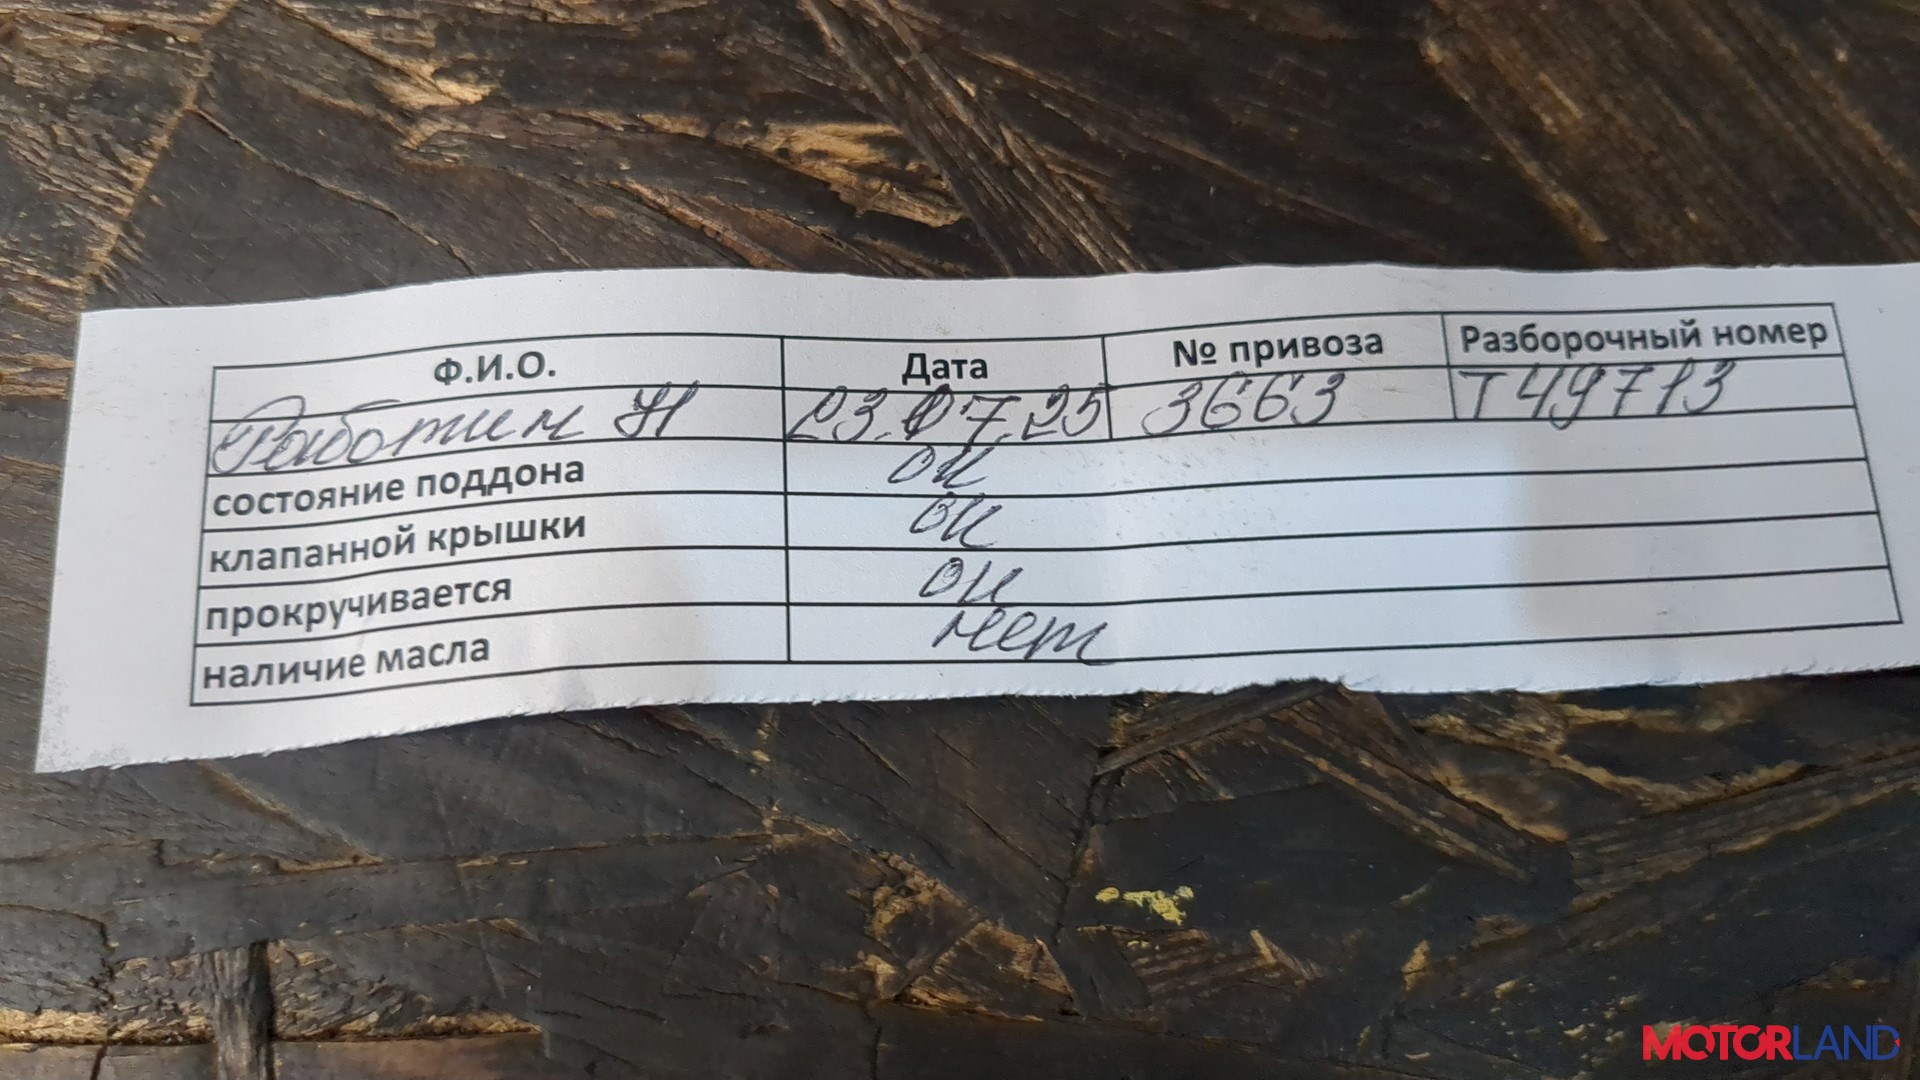 Ф.И.О. Дата № привоза Разборочный номер
Работин Н 23.07.25 3663 Т49713
состояние поддона ок
клапанной крышки ок
прокручивается ок
наличие масла нет
MOTORLAND